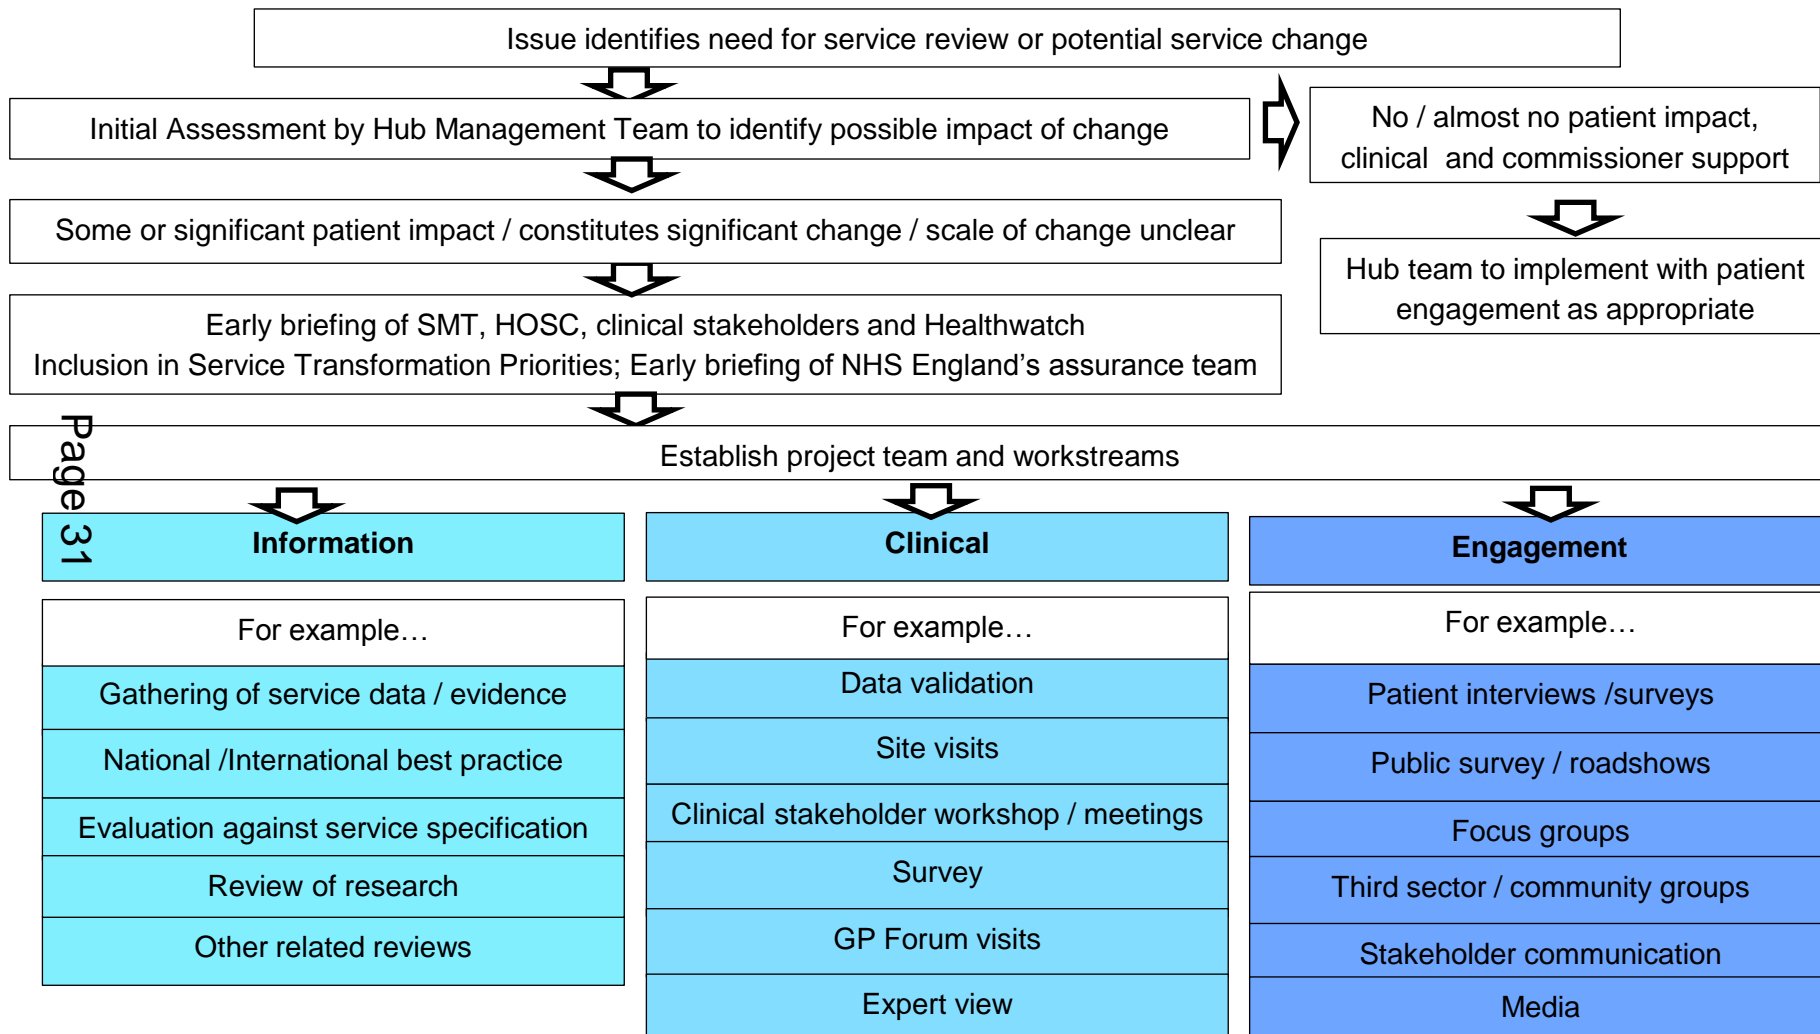 Issue identifies need for service review or potential service change
Initial Assessment by Hub Management Team to identify possible impact of change
No / almost no patient impact,
clinical and commissioner support
Some or significant patient impact / constitutes significant change / scale of change unclear
Hub team to implement with patient
engagement as appropriate
Early briefing of SMT, HOSC, clinical stakeholders and Healthwatch
Inclusion in Service Transformation Priorities; Early briefing of NHS England’s assurance team
Establish project team and workstreams
Page 31
Information
For example…
Gathering of service data / evidence
National /International best practice
Evaluation against service specification
Review of research
Other related reviews
Clinical
For example…
Data validation
Site visits
Clinical stakeholder workshop / meetings
Survey
GP Forum visits
Expert view
Engagement
For example…
Patient interviews /surveys
Public survey / roadshows
Focus groups
Third sector / community groups
Stakeholder communication
Media